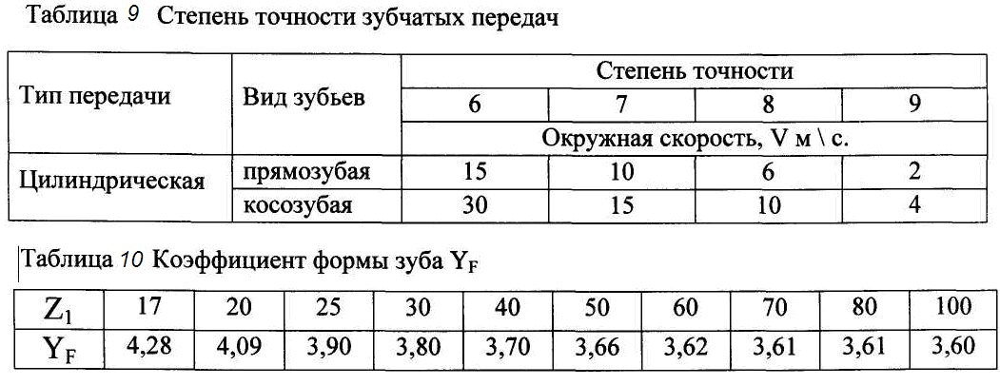 Таблица 9 Степень точности зубчатых передач
Тип передачи Вид зубьев Степень точности
6 7 8 9
Окружная скорость, V м \ с.
Цилиндрическая прямозубая 15 10 6 2
косозубая 30 15 10 4
Таблица 10 Коэффициент формы зуба YF
Z1 17 20 25 30 40 50 60 70 80 100
YF 4,28 4,09 3,90 3,80 3,70 3,66 3,62 3,61 3,61 3,60